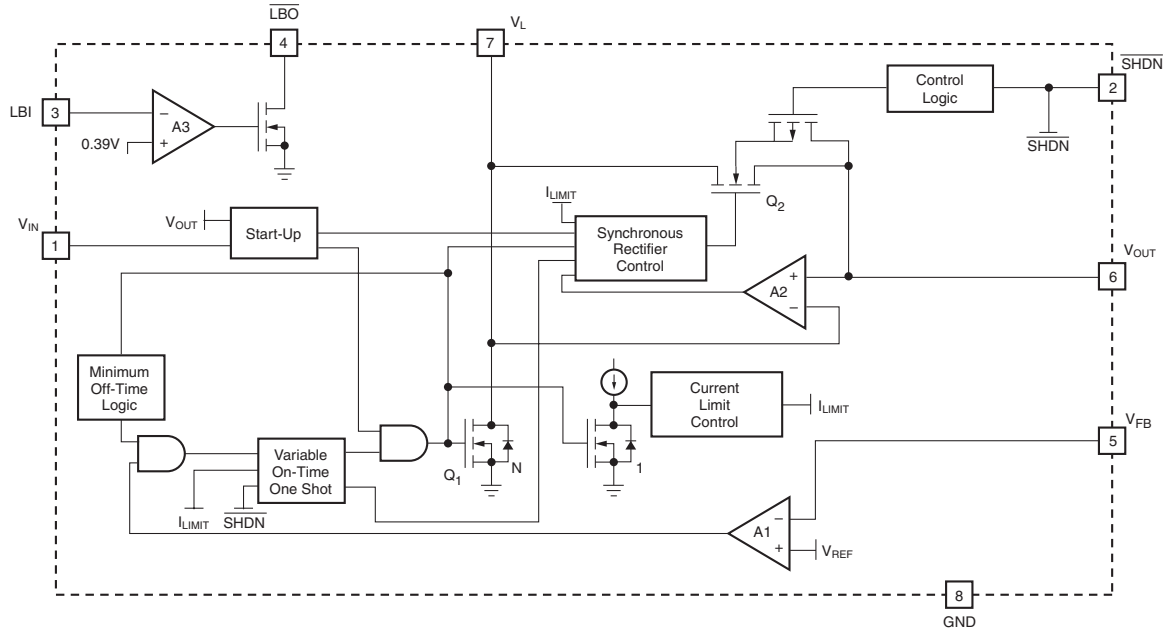 LBO
4
VL
7
SHDN
2
Control
Logic
SHDN
LBI
3
A3
−
+
0.39V
VIN
1
VOUT
Start-Up
ILIMIT
Synchronous
Rectifier
Control
Q2
A2
+
−
VOUT
6
Minimum
Off-Time
Logic
Variable
On-Time
One Shot
ILIMIT
SHDN
Q1
N
1
Current
Limit
Control
ILIMIT
VFB
5
A1
−
+
VREF
8
GND